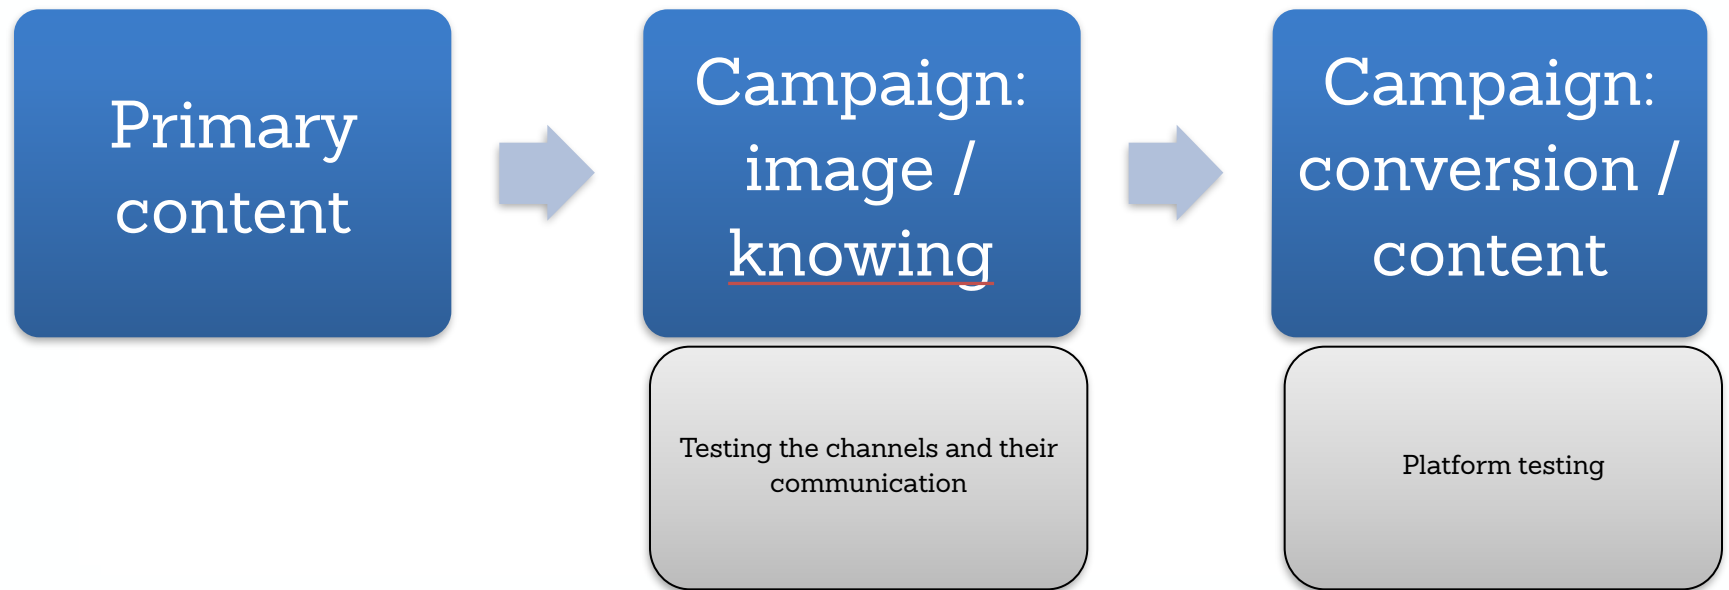 Primary
content
Campaign:
image /
knowing
Campaign:
conversion /
content
Testing the channels and their
communication
Platform testing